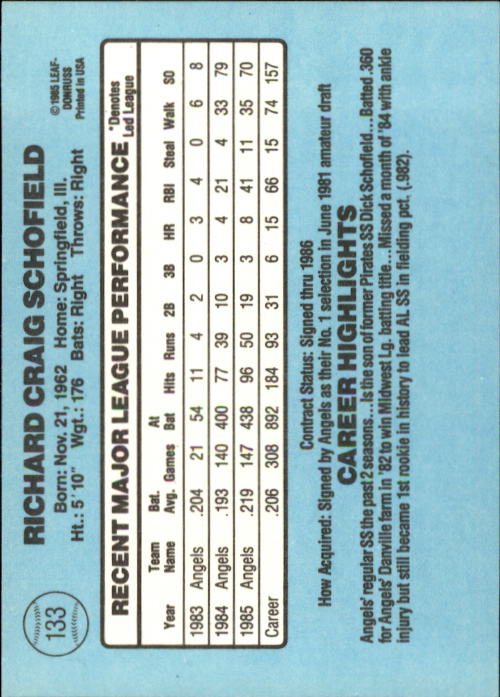 133
RICHARD CRAIG SCHOFIELD
©1985 LEAF-
DONRUSS
Printed in USA
Born: Nov. 21, 1962 Home: Springfield, Ill.
Ht.: 5'10" Wgt.: 176 Bats: Right Throws: Right
RECENT MAJOR LEAGUE PERFORMANCE *Denotes
Led League
Team Bat. At
Year Name Avg. Games Bat Hits Runs 2B 3B HR RBI Steal Walk SO
1983 Angels .204 21 54 11 4 2 0 3 4 0 6 8
1984 Angels .193 140 400 77 39 10 3 4 21 4 33 79
1985 Angels .219 147 438 96 50 19 3 8 41 11 35 70
Career .206 308 892 184 93 31 6 15 66 15 74 157
Contract Status: Signed thru 1986
How Acquired: Signed by Angels as their No. 1 selection in June 1981 amateur draft
CAREER HIGHLIGHTS
Angels' regular SS the past 2 seasons... Is the son of former Pirates SS Dick Schofield... Batted .360
for Angels' Danville farm in '82 to win Midwest Lg. batting title... Missed a month of '84 with ankle
injury but still became 1st rookie in history to lead AL SS in fielding pct. (.982).